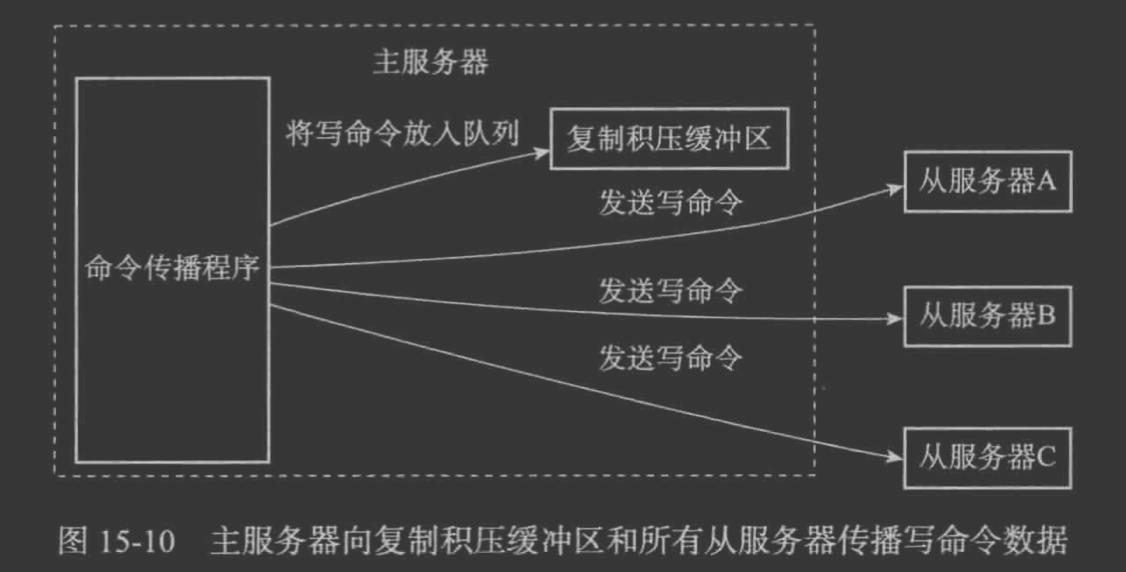 主服务器
将写命令放入队列
复制积压缓冲区
发送写命令
从服务器A
命令传播程序
发送写命令
从服务器B
发送写命令
从服务器C
图 15-10 主服务器向复制积压缓冲区和所有从服务器传播写命令数据